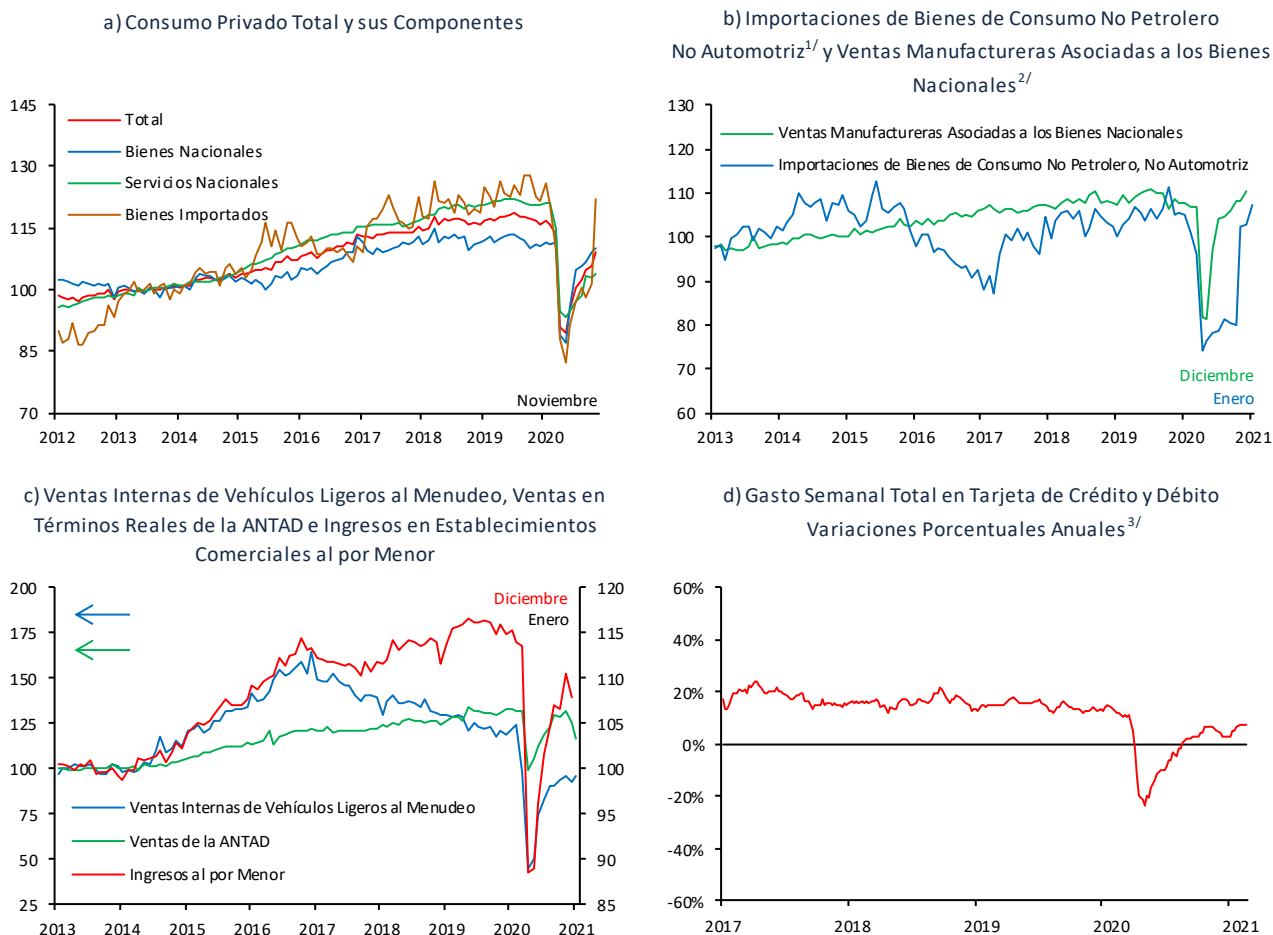 a) Consumo Privado Total y sus Componentes
145
130
115
100
85
70
Total
Bienes Nacionales
Servicios Nacionales
Bienes Importados
Noviembre
2012 2013 2014 2015 2016 2017 2018 2019 2020
b) Importaciones de Bienes de Consumo No Petrolero
No Automotriz1/ y Ventas Manufactureras Asociadas a los Bienes
Nacionales2/
130
120
110
100
90
80
70
60
Ventas Manufactureras Asociadas a los Bienes Nacionales
Importaciones de Bienes de Consumo No Petrolero, No Automotriz
Diciembre
Enero
2013 2014 2015 2016 2017 2018 2019 2020 2021
c) Ventas Internas de Vehículos Ligeros al Menudeo, Ventas en
Términos Reales de la ANTAD e Ingresos en Establecimientos
Comerciales al por Menor
200
175
150
125
100
75
50
25
Diciembre
Enero
120
115
110
105
100
95
90
85
Ventas Internas de Vehículos Ligeros al Menudeo
Ventas de la ANTAD
Ingresos al por Menor
2013 2014 2015 2016 2017 2018 2019 2020 2021
d) Gasto Semanal Total en Tarjeta de Crédito y Débito
Variaciones Porcentuales Anuales3/
60%
40%
20%
0%
-20%
-40%
-60%
2017 2018 2019 2020 2021